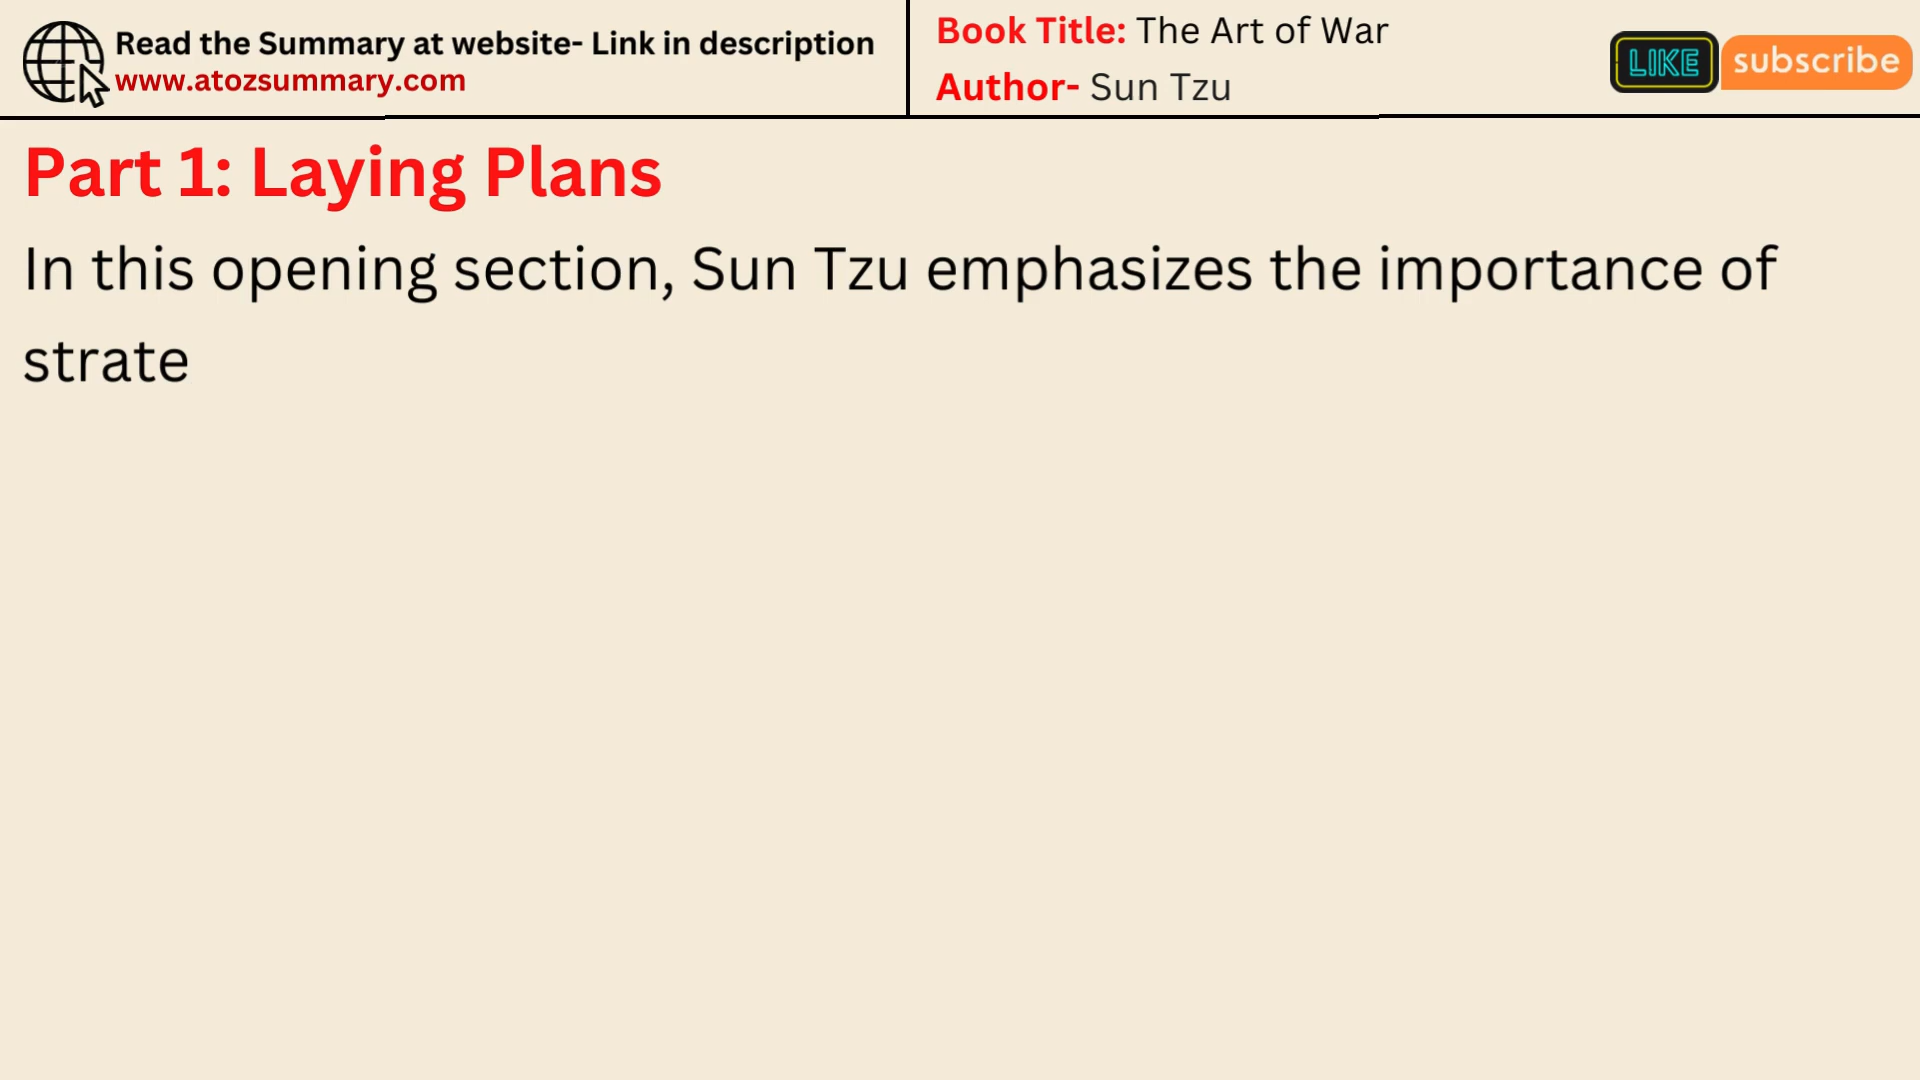 Read the Summary at website- Link in description
www.atozsummary.com
Book Title: The Art of War
Author- Sun Tzu
LIKE
subscribe
Part 1: Laying Plans
In this opening section, Sun Tzu emphasizes the importance of
strate